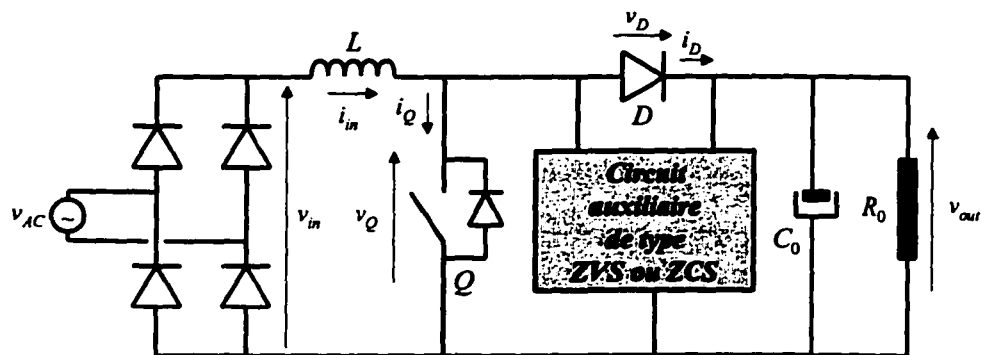 v_D
i_D
L
D
i_in
i_Q
v_AC
~
v_in
v_Q
Q
Circuit
auxiliaire
de type
ZVS ou ZCS
C_0
R_0
v_out